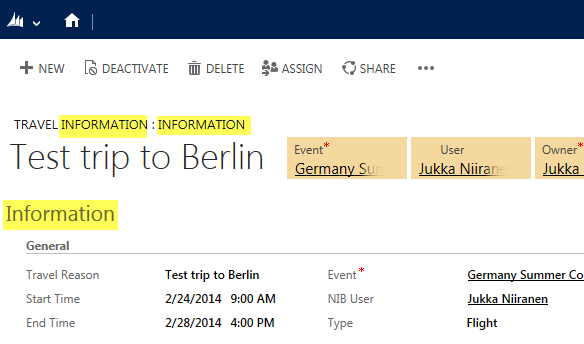 NEW DEACTIVATE DELETE ASSIGN SHARE
TRAVEL INFORMATION : INFORMATION
Test trip to Berlin
Event* User Owner*
Germany Sum Jukka Niirane Jukka
Information
General
Travel Reason Test trip to Berlin Event* Germany Summer Co
Start Time 2/24/2014 9:00 AM NIB User Jukka Niiranen
End Time 2/28/2014 4:00 PM Type Flight